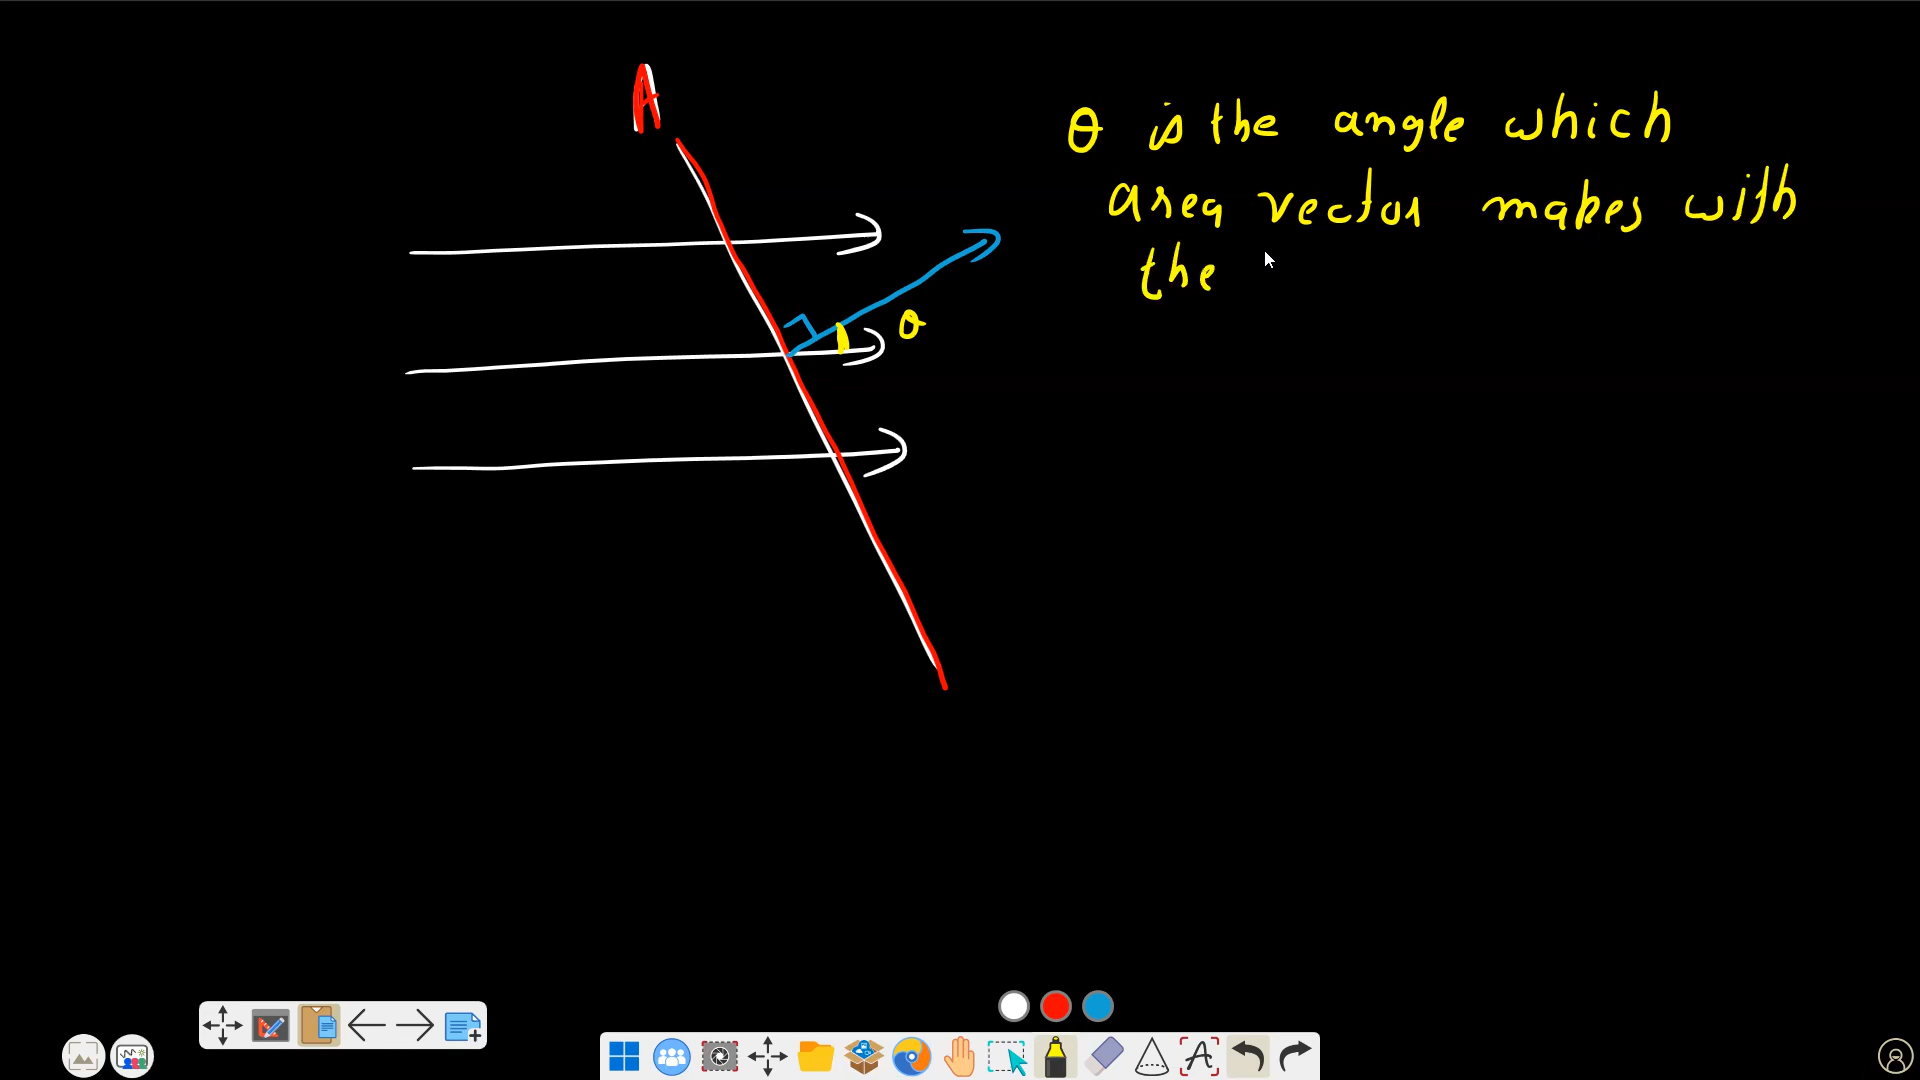 A
θ is the angle which
area vector makes with
the
θ